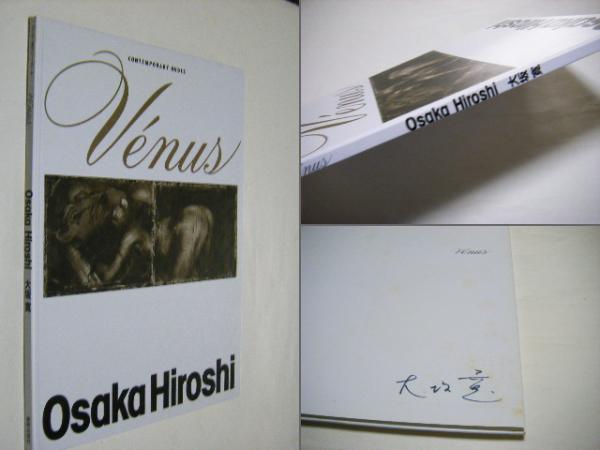 CONTEMPORARY NUDES
Vénus
Osaka Hiroshi
Osaka Hiroshi 大坂寛
Vénus
Osaka Hiroshi 大坂寛
Vénus
大坂寛